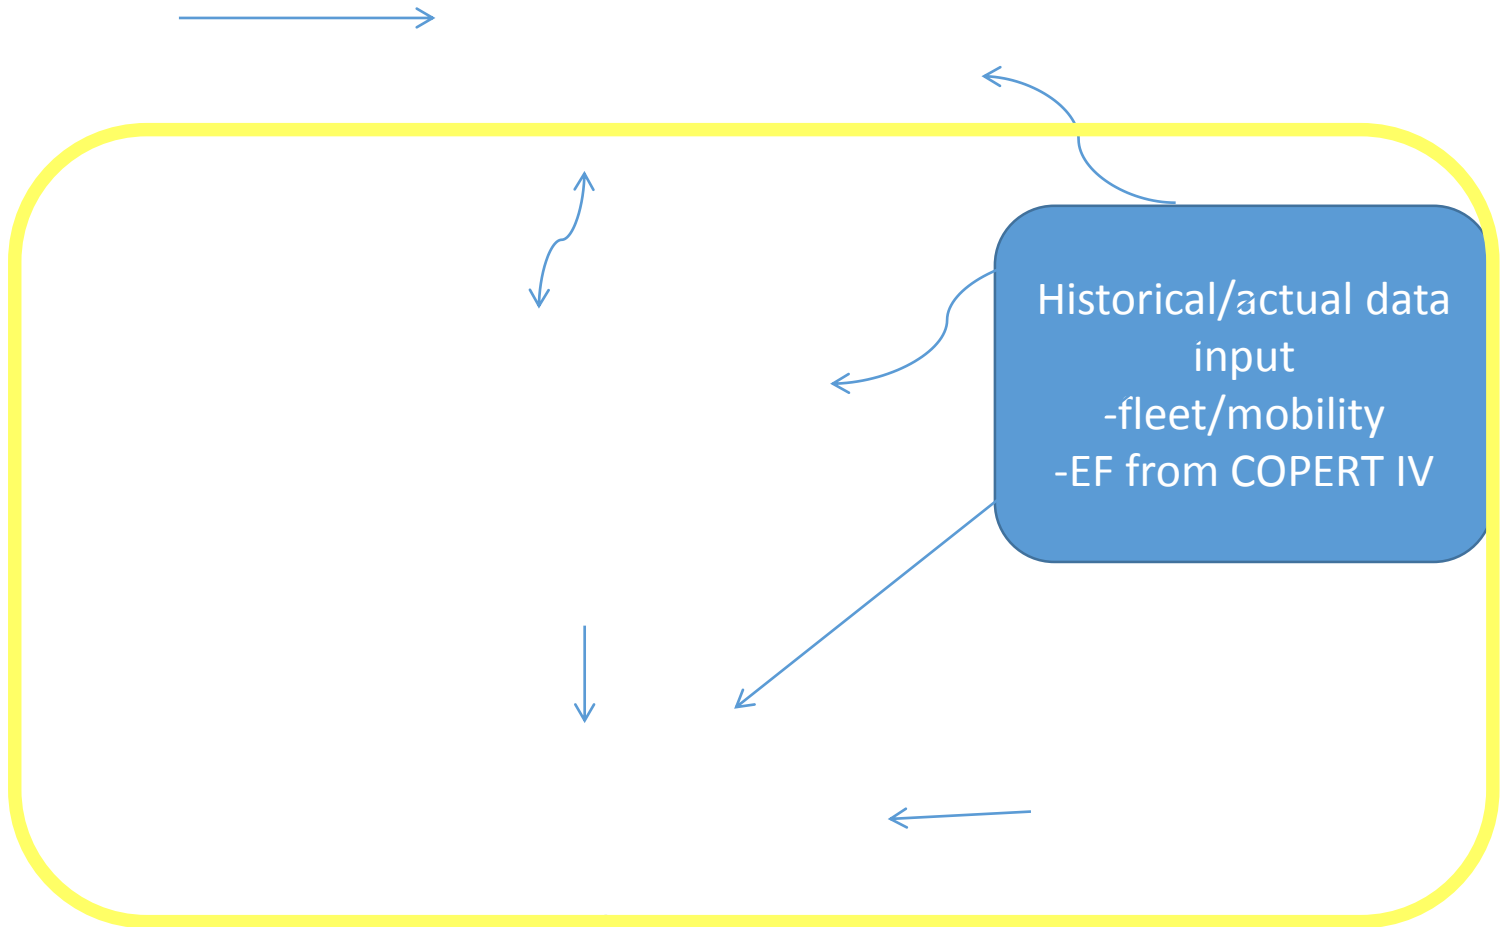 Historical/actual data
input
-fleet/mobility
-EF from COPERT IV